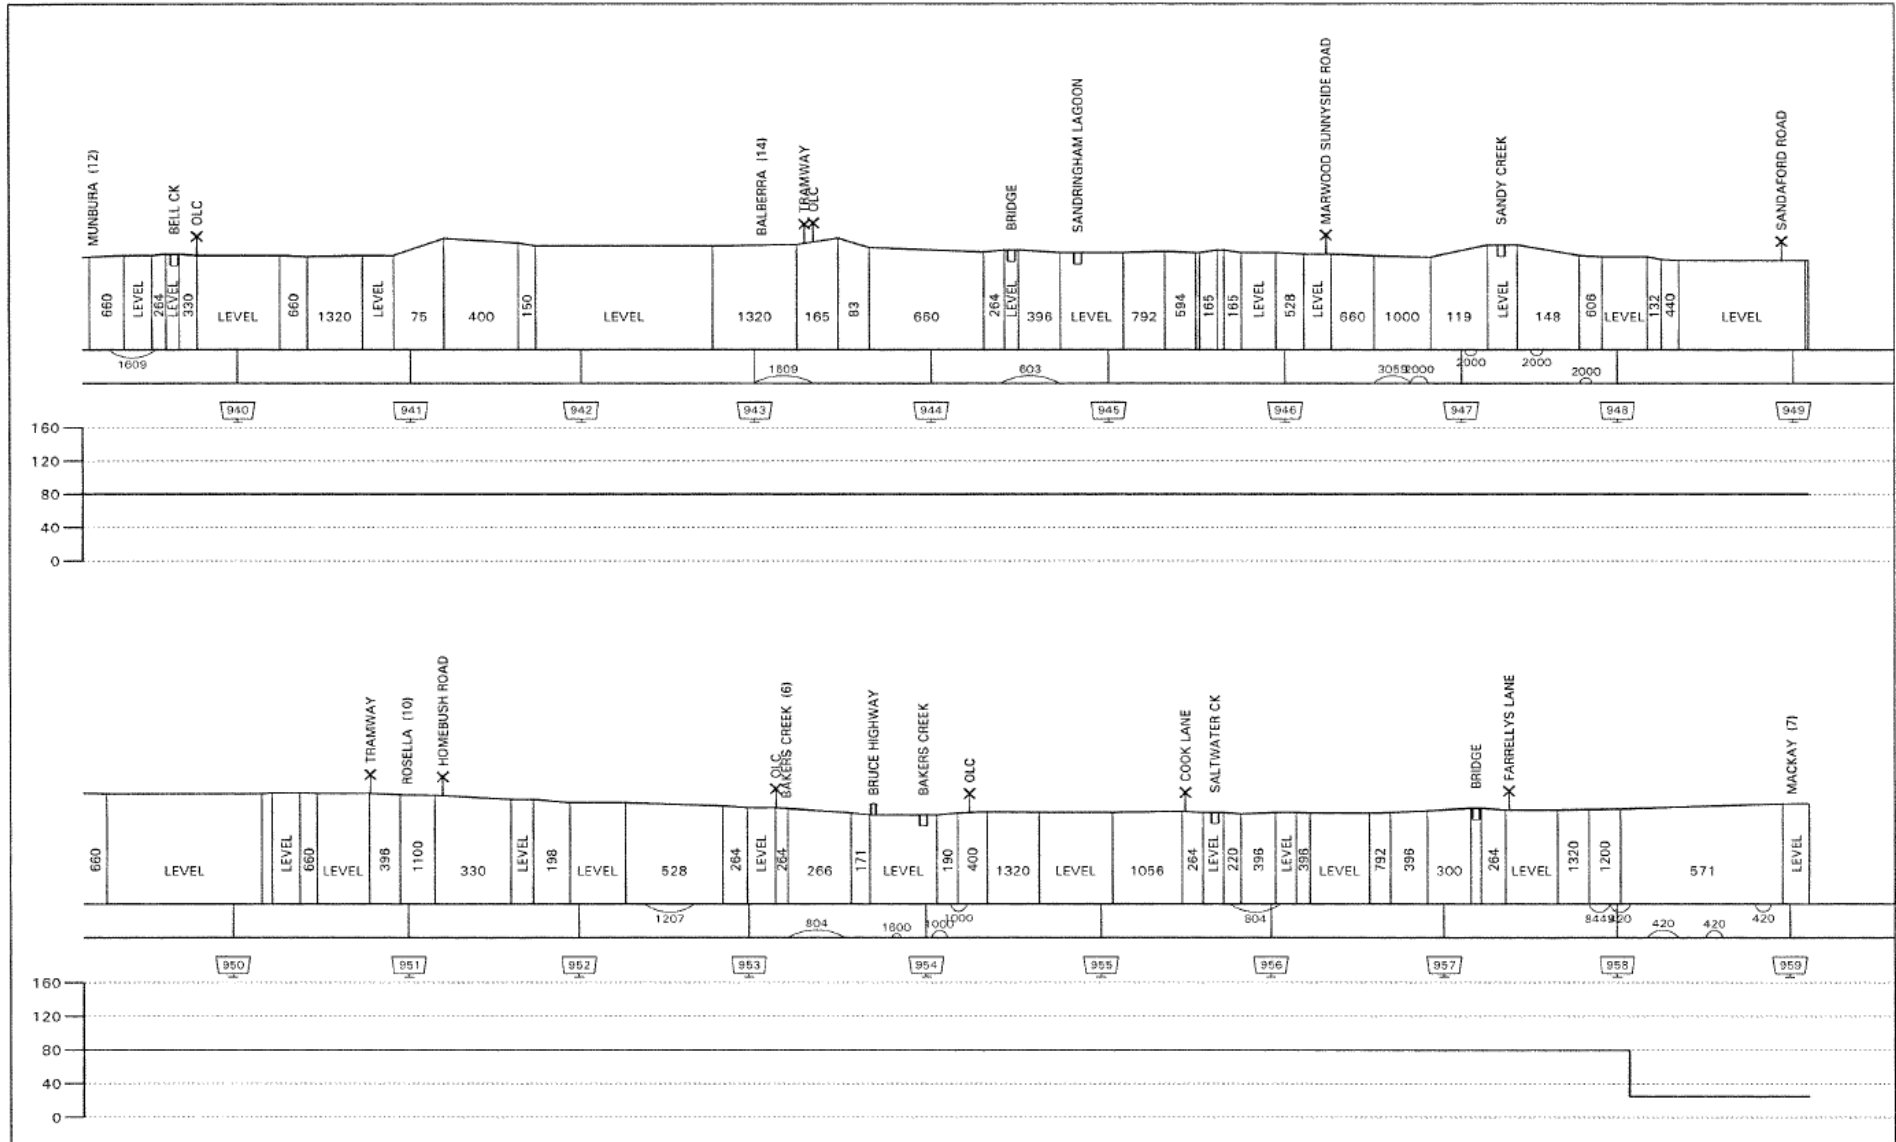 MUNBURA (12)
BELL CK
OLC
BALBERRA (14)
TRAMWAY
OLC
BRIDGE
SANDRINGHAM LAGOON
MARWOOD SUNNYSIDE ROAD
SANDY CREEK
SANDAFORD ROAD
660 LEVEL 264 LEVEL 330 LEVEL 660 1320 LEVEL 75 400 150 LEVEL 1320 165 83 660 264 LEVEL 396 LEVEL 792 594 165 165 LEVEL 528 LEVEL 660 1000 119 LEVEL 148 606 LEVEL 132 440 LEVEL
1609 1609 603 3059 2000 2000 2000 2000
940 941 942 943 944 945 946 947 948 949
160
120
80
40
0
TRAMWAY
ROSELLA (10)
HOMEBUSH ROAD
OLC
BAKERS CREEK (6)
BRUCE HIGHWAY
BAKERS CREEK
OLC
COOK LANE
SALTWATER CK
BRIDGE
FARRELLYS LANE
MACKAY (7)
660 LEVEL LEVEL 660 LEVEL 396 1100 330 LEVEL 198 LEVEL 528 264 LEVEL 264 266 171 LEVEL 190 400 1320 LEVEL 1056 264 LEVEL 220 396 LEVEL 396 LEVEL 792 396 300 264 LEVEL 1320 1200 571 LEVEL
1207 804 1600 1000 1000 804 420 420 420 420
950 951 952 953 954 955 956 957 958 959
160
120
80
40
0